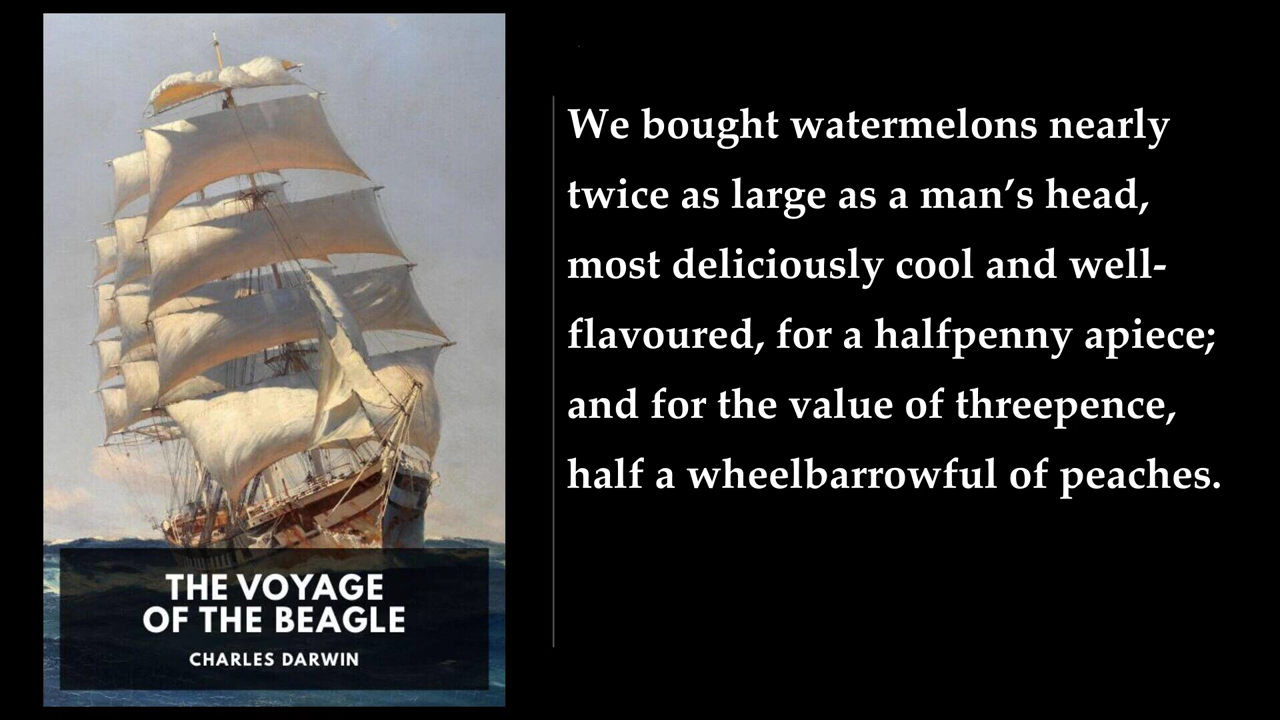 THE VOYAGE
OF THE BEAGLE
CHARLES DARWIN
We bought watermelons nearly
twice as large as a man’s head,
most deliciously cool and well-
flavoured, for a halfpenny apiece;
and for the value of threepence,
half a wheelbarrowful of peaches.